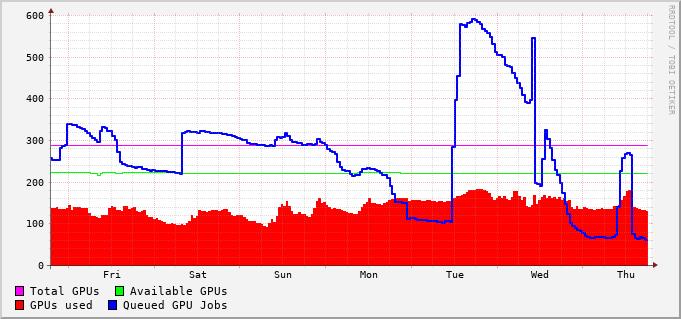 RRDTOOL / TOBI OETIKER
600
500
400
300
200
100
0
Fri Sat Sun Mon Tue Wed Thu
Total GPUs Available GPUs
GPUs used Queued GPU Jobs